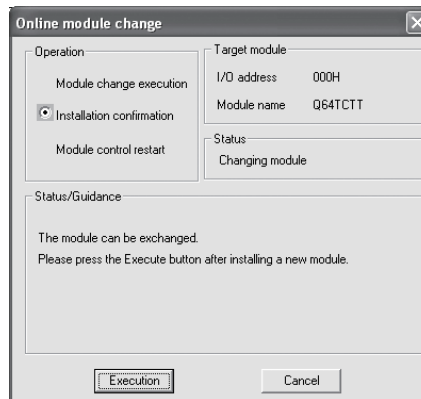 Online module change
Operation
Module change execution
Installation confirmation
Module control restart
Target module
I/O address 000H
Module name Q64TCTT
Status
Changing module
Status/Guidance
The module can be exchanged.
Please press the Execute button after installing a new module.
Execution
Cancel